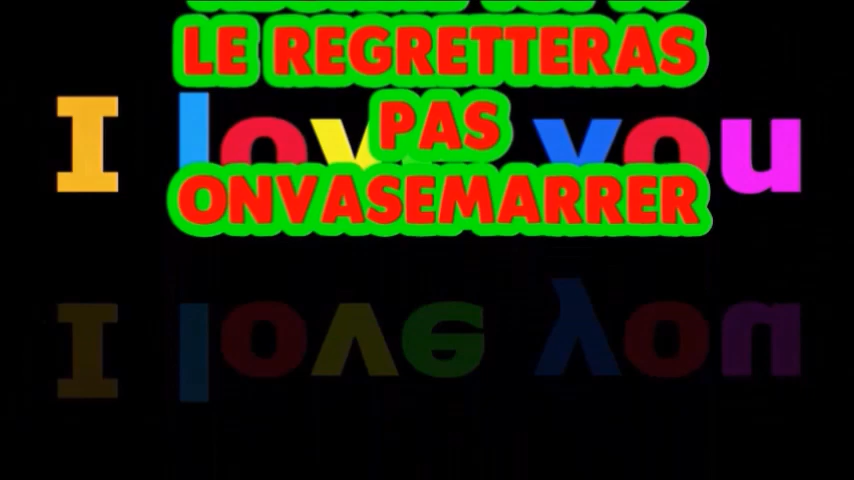 LE REGRETTERAS
I love you
PAS
ONVASEMARRER
I love you